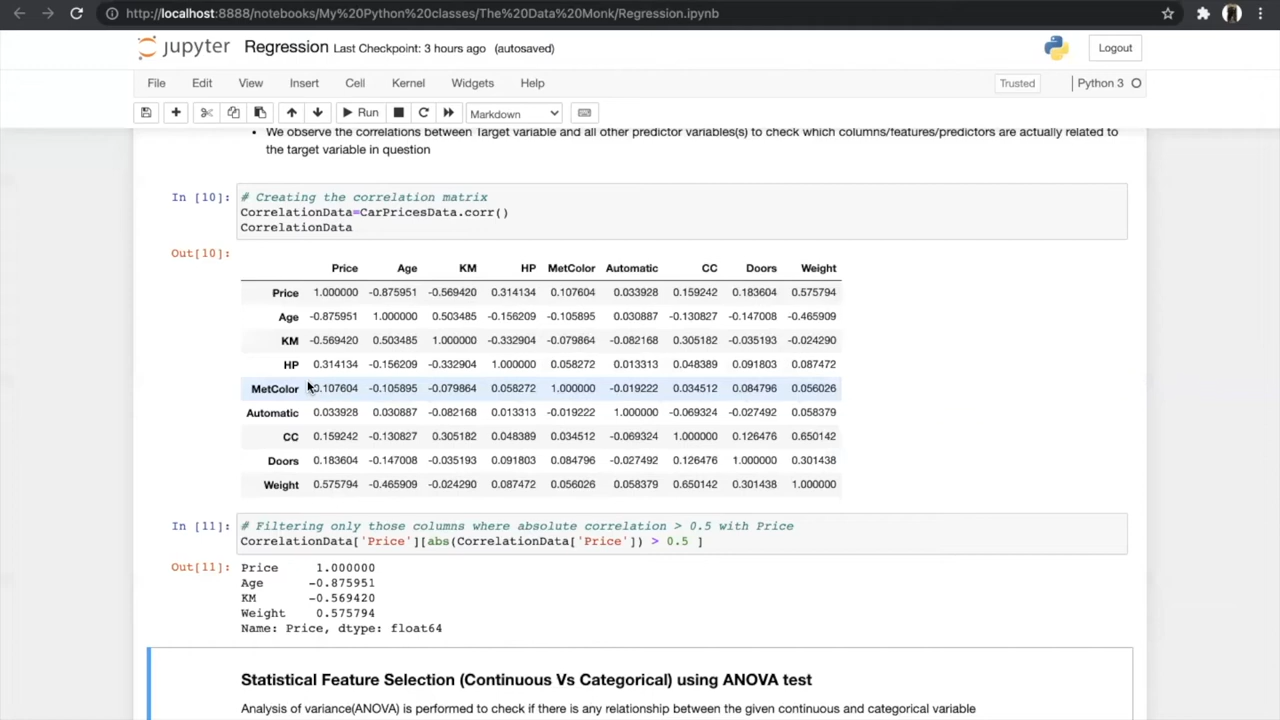 http://localhost:8888/notebooks/My%20Python%20classes/The%20Data%20Monk/Regression.ipynb
jupyter Regression Last Checkpoint: 3 hours ago (autosaved) Logout
File Edit View Insert Cell Kernel Widgets Help Trusted Python 3
Run Markdown
• We observe the correlations between Target variable and all other predictor variables(s) to check which columns/features/predictors are actually related
to the target variable in question
In [10]: # Creating the correlation matrix
CorrelationData=CarPricesData.corr()
CorrelationData
Out[10]:
Price Age KM HP MetColor Automatic CC Doors Weight
Price 1.000000 -0.875951 -0.569420 0.314134 0.107604 0.033928 0.159242 0.183604 0.575794
Age -0.875951 1.000000 0.503485 -0.156209 -0.105895 0.030887 -0.130827 -0.147008 -0.465909
KM -0.569420 0.503485 1.000000 -0.332904 -0.079864 -0.082168 0.305182 -0.035193 -0.024290
HP 0.314134 -0.156209 -0.332904 1.000000 0.058272 0.013313 0.048389 0.091803 0.087472
MetColor 0.107604 -0.105895 -0.079864 0.058272 1.000000 -0.019222 0.034512 0.084796 0.056026
Automatic 0.033928 0.030887 -0.082168 0.013313 -0.019222 1.000000 -0.069324 -0.027492 0.058379
CC 0.159242 -0.130827 0.305182 0.048389 0.034512 -0.069324 1.000000 0.126476 0.650142
Doors 0.183604 -0.147008 -0.035193 0.091803 0.084796 -0.027492 0.126476 1.000000 0.301438
Weight 0.575794 -0.465909 -0.024290 0.087472 0.056026 0.058379 0.650142 0.301438 1.000000
In [11]: # Filtering only those columns where absolute correlation > 0.5 with Price
CorrelationData['Price'][abs(CorrelationData['Price']) > 0.5 ]
Out[11]: Price 1.000000
Age -0.875951
KM -0.569420
Weight 0.575794
Name: Price, dtype: float64
Statistical Feature Selection (Continuous Vs Categorical) using ANOVA test
Analysis of variance(ANOVA) is performed to check if there is any relationship between the given continuous and categorical variable